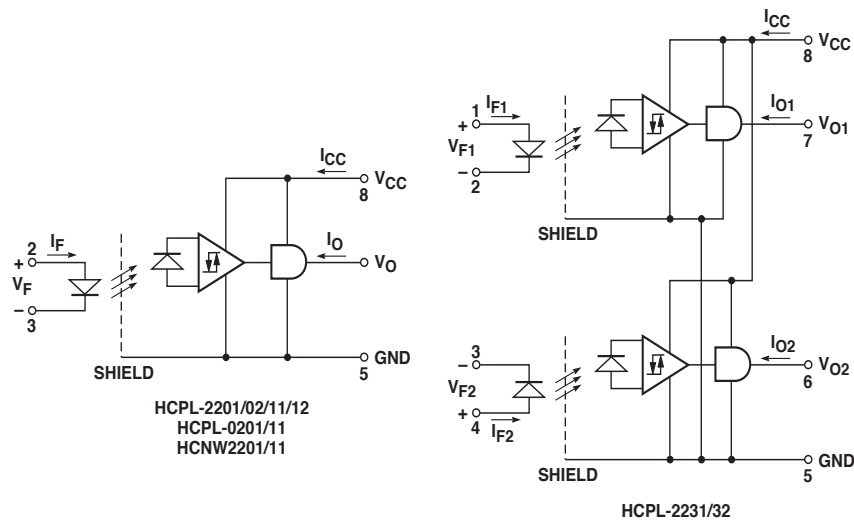 ICC
VCC
8
IF
2
+
VF
–
3
IO
VO
GND
5
SHIELD
HCPL-2201/02/11/12
HCPL-0201/11
HCNW2201/11
ICC
VCC
8
1
IF1
+
VF1
–
2
IO1
VO1
7
SHIELD
3
–
VF2
+
4
IF2
IO2
VO2
6
GND
5
SHIELD
HCPL-2231/32